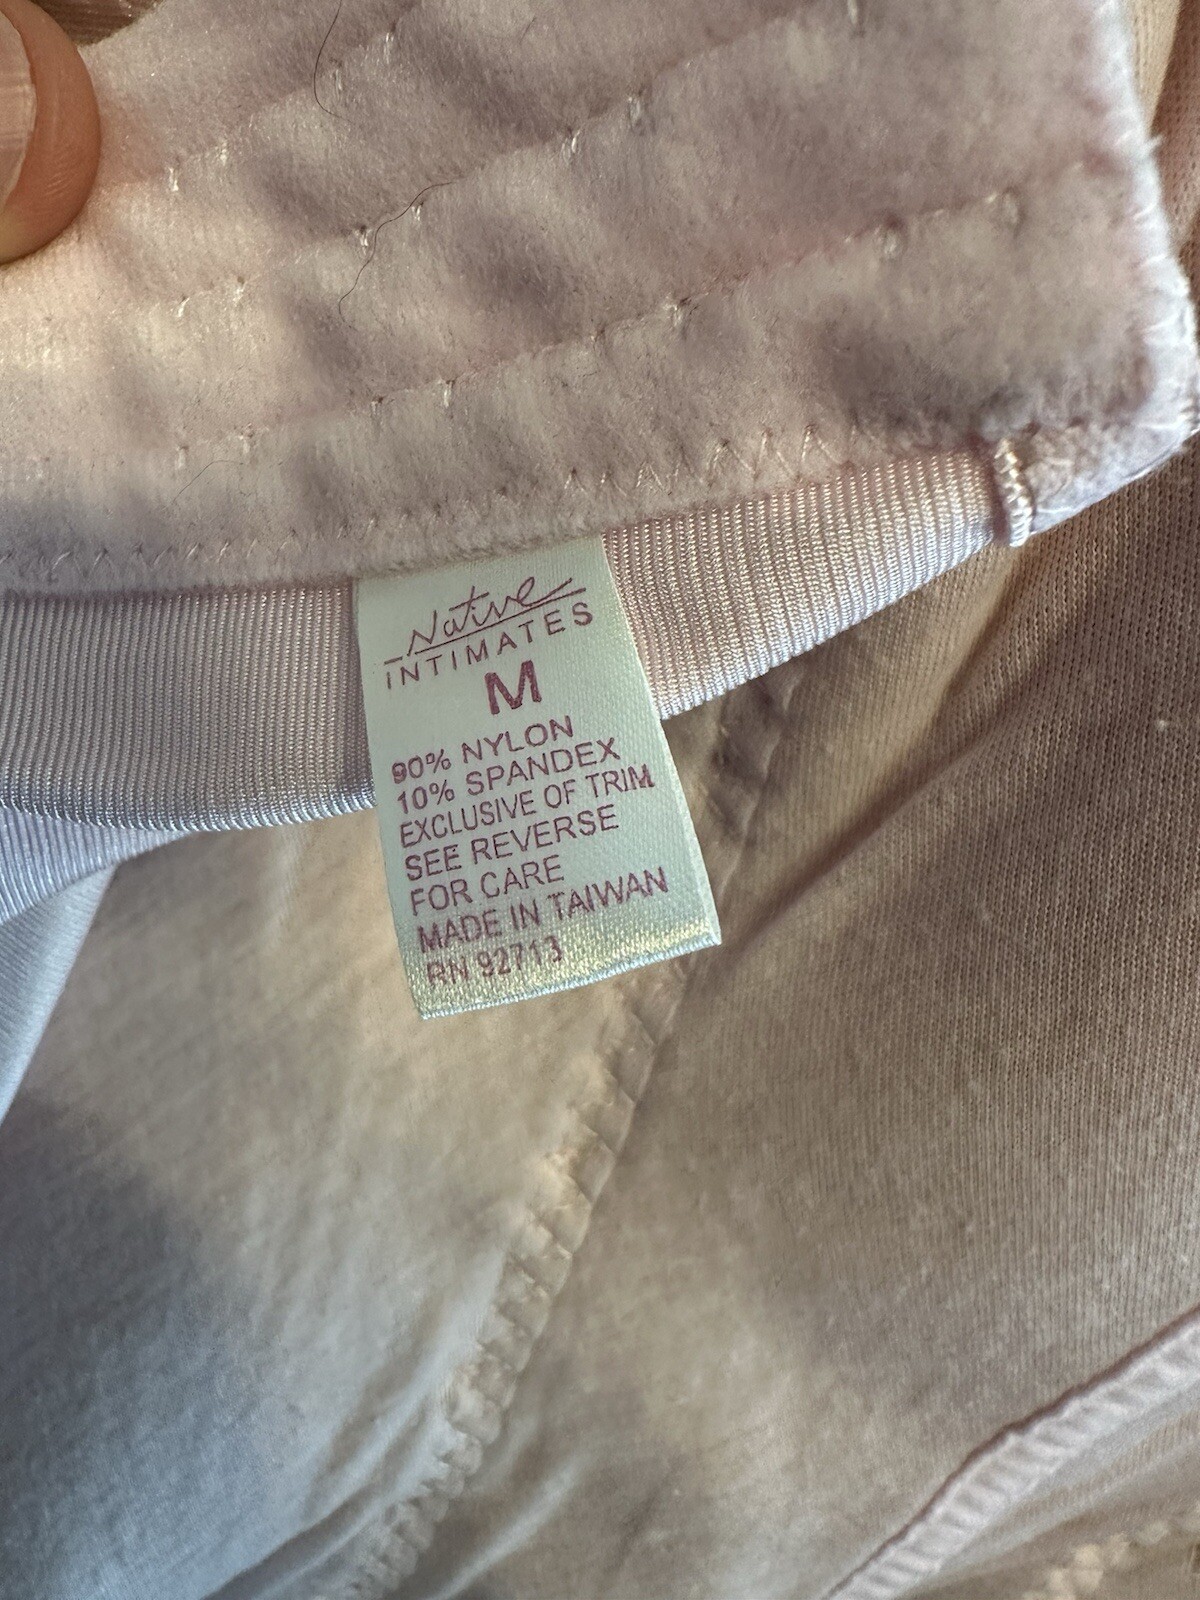 Native
INTIMATES
M
90% NYLON
10% SPANDEX
EXCLUSIVE OF TRIM
SEE REVERSE
FOR CARE
MADE IN TAIWAN
RN 92713